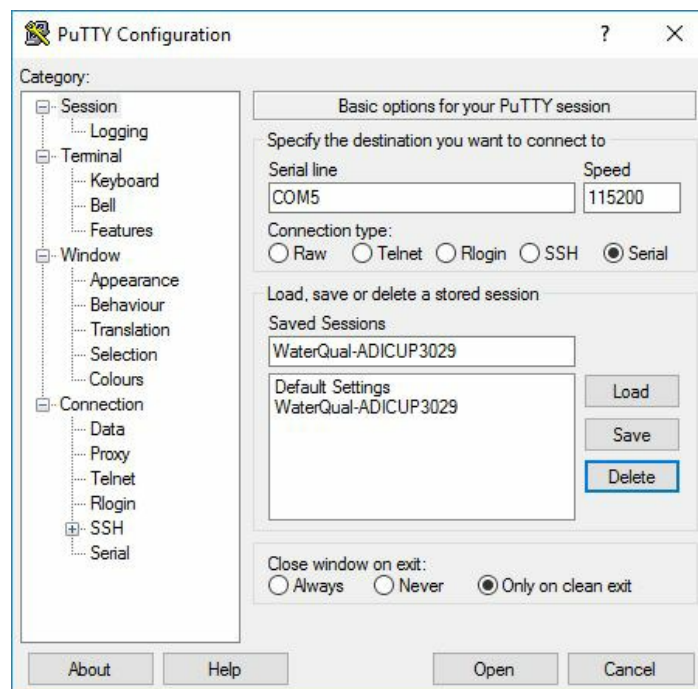 PuTTY Configuration
?
Category:
Session
Logging
Terminal
Keyboard
Bell
Features
Window
Appearance
Behaviour
Translation
Selection
Colours
Connection
Data
Proxy
Telnet
Rlogin
SSH
Serial
Basic options for your PuTTY session
Specify the destination you want to connect to
Serial line Speed
COM5 115200
Connection type:
Raw Telnet Rlogin SSH Serial
Load, save or delete a stored session
Saved Sessions
WaterQual-ADICUP3029
Default Settings
WaterQual-ADICUP3029
Load
Save
Delete
Close window on exit:
Always Never Only on clean exit
About Help Open Cancel